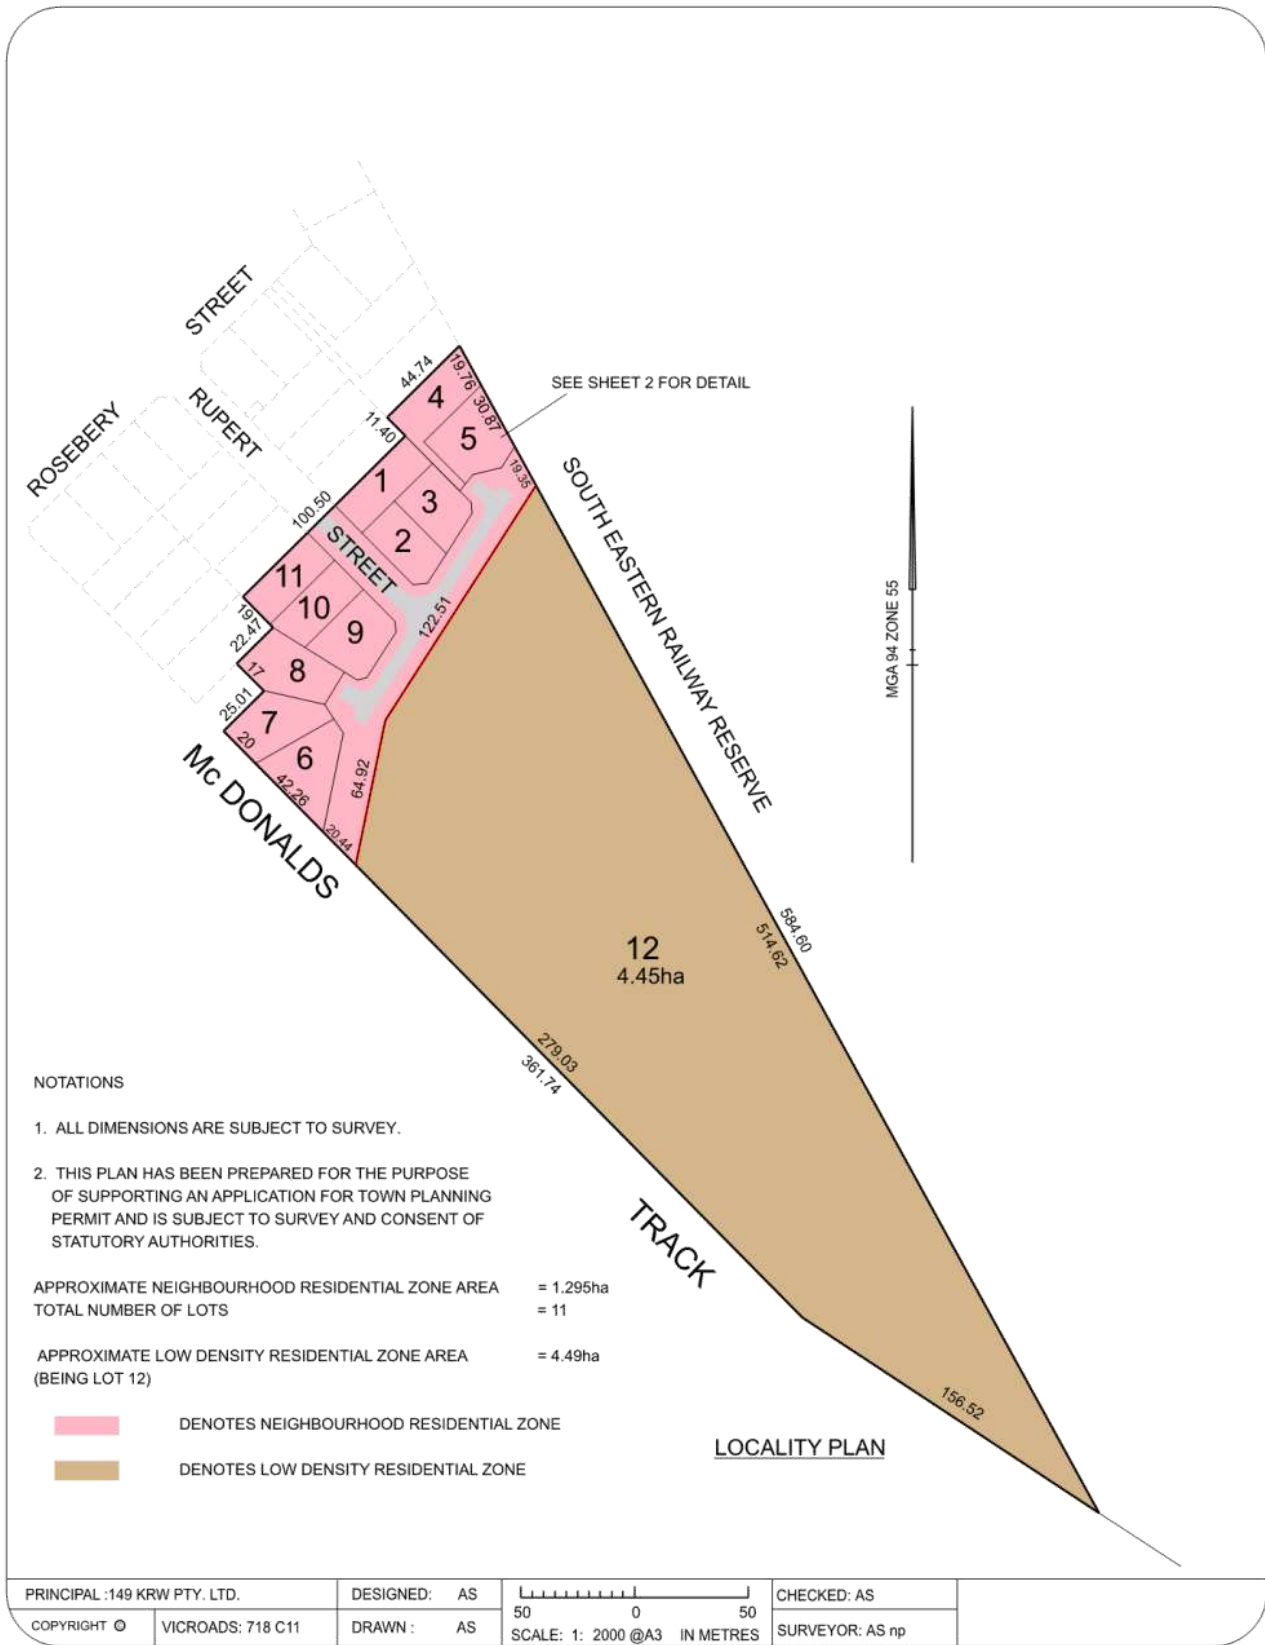 STREET
ROSEBERY
RUPERT
STREET
44.74
19.76
4
30.87
SEE SHEET 2 FOR DETAIL
11.40
5
19.35
1
3
100.50
2
SOUTH EASTERN RAILWAY RESERVE
11
10
9
122.51
19
22.47
8
17
25.01
7
20
6
42.26
64.92
20.44
Mc DONALDS
MGA 94 ZONE 55
12
4.45ha
584.60
514.62
279.03
361.74
TRACK
156.52
NOTATIONS
1. ALL DIMENSIONS ARE SUBJECT TO SURVEY.
2. THIS PLAN HAS BEEN PREPARED FOR THE PURPOSE
OF SUPPORTING AN APPLICATION FOR TOWN PLANNING
PERMIT AND IS SUBJECT TO SURVEY AND CONSENT OF
STATUTORY AUTHORITIES.
APPROXIMATE NEIGHBOURHOOD RESIDENTIAL ZONE AREA = 1.295ha
TOTAL NUMBER OF LOTS = 11
APPROXIMATE LOW DENSITY RESIDENTIAL ZONE AREA = 4.49ha
(BEING LOT 12)
DENOTES NEIGHBOURHOOD RESIDENTIAL ZONE
DENOTES LOW DENSITY RESIDENTIAL ZONE
LOCALITY PLAN
PRINCIPAL :149 KRW PTY. LTD.
COPYRIGHT ©
VICROADS: 718 C11
DESIGNED: AS
DRAWN : AS
50 0 50
SCALE: 1: 2000 @A3 IN METRES
CHECKED: AS
SURVEYOR: AS np